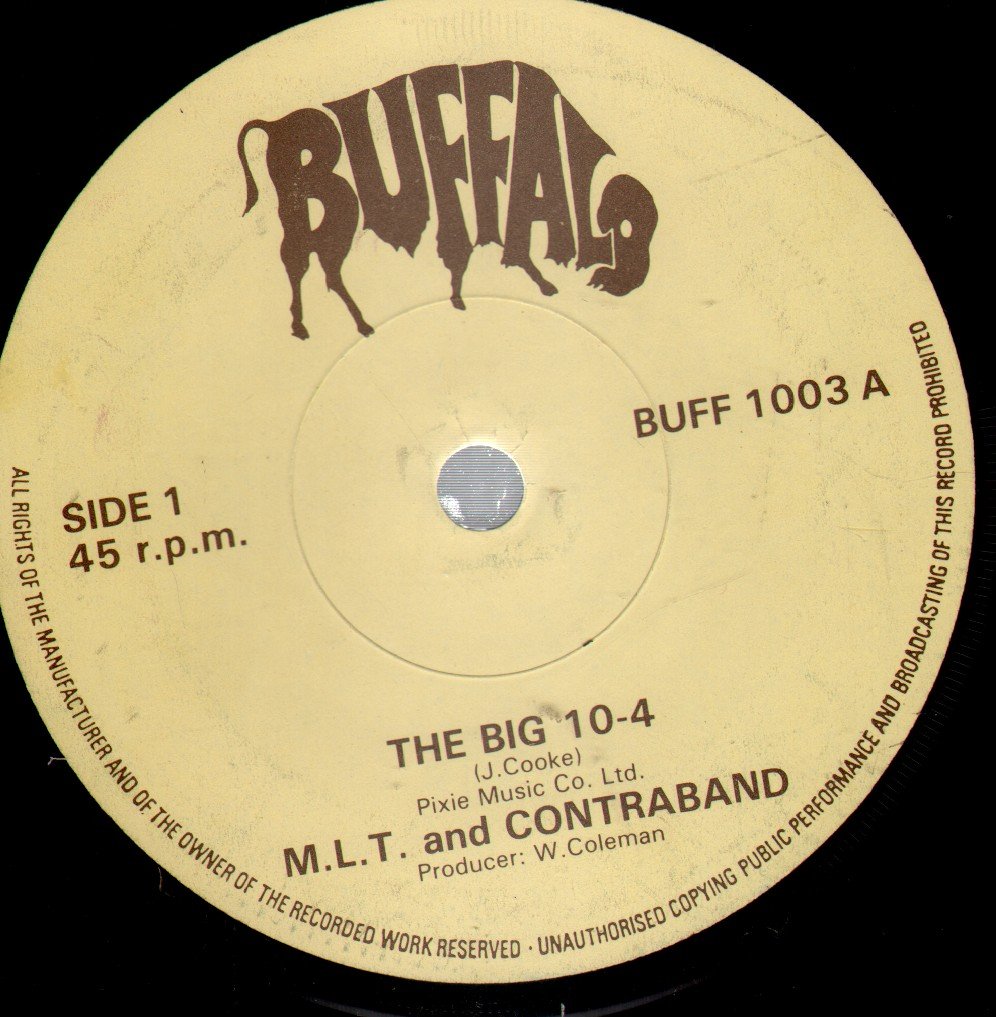 BUFFALO
BUFF 1003 A
SIDE 1
45 r.p.m.
THE BIG 10-4
(J.Cooke)
Pixie Music Co. Ltd.
M.L.T. and CONTRABAND
Producer: W.Coleman
ALL RIGHTS OF THE MANUFACTURER AND OF THE OWNER OF THE RECORDED WORK RESERVED · UNAUTHORISED COPYING PUBLIC PERFORMANCE AND BROADCASTING OF THIS RECORD PROHIBITED